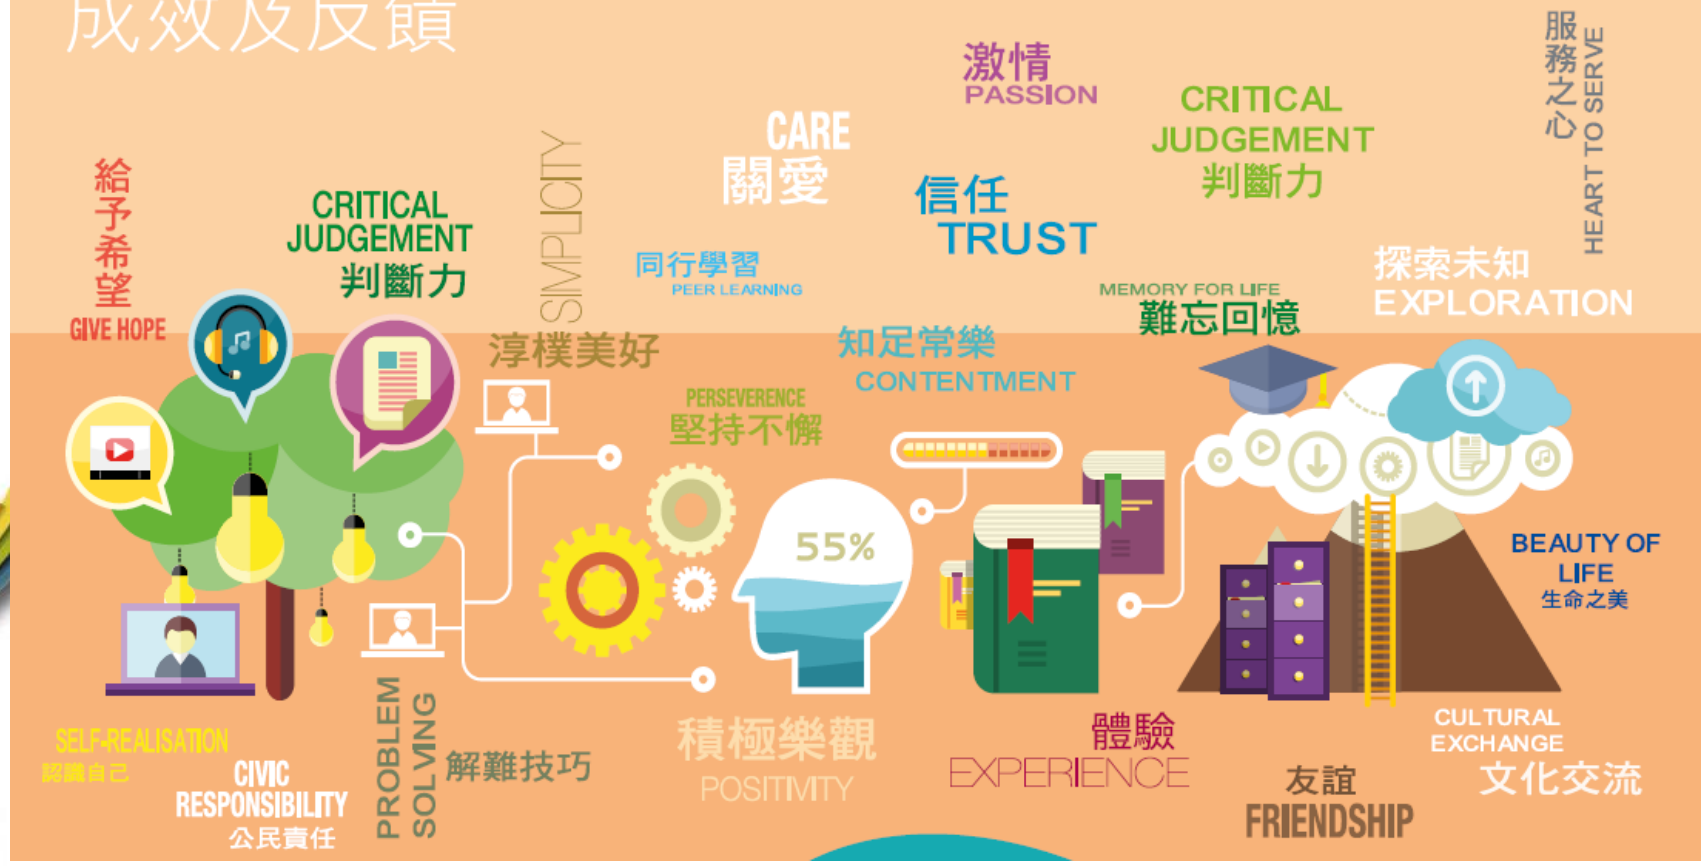 成效及反饋
激情
PASSION
服務之心
HEART TO SERVE
CRITICAL
JUDGEMENT
判斷力
CARE
關愛
SIMPLICITY
淳樸美好
給予希望
GIVE HOPE
CRITICAL
JUDGEMENT
判斷力
信任
TRUST
同行學習
PEER LEARNING
探索未知
EXPLORATION
MEMORY FOR LIFE
難忘回憶
知足常樂
CONTENTMENT
PERSEVERENCE
堅持不懈
55%
BEAUTY OF
LIFE
生命之美
SELF-REALISATION
認識自己
CIVIC
RESPONSIBILITY
公民責任
PROBLEM
SOLVING
解難技巧
積極樂觀
POSITIVITY
體驗
EXPERIENCE
友誼
FRIENDSHIP
CULTURAL
EXCHANGE
文化交流